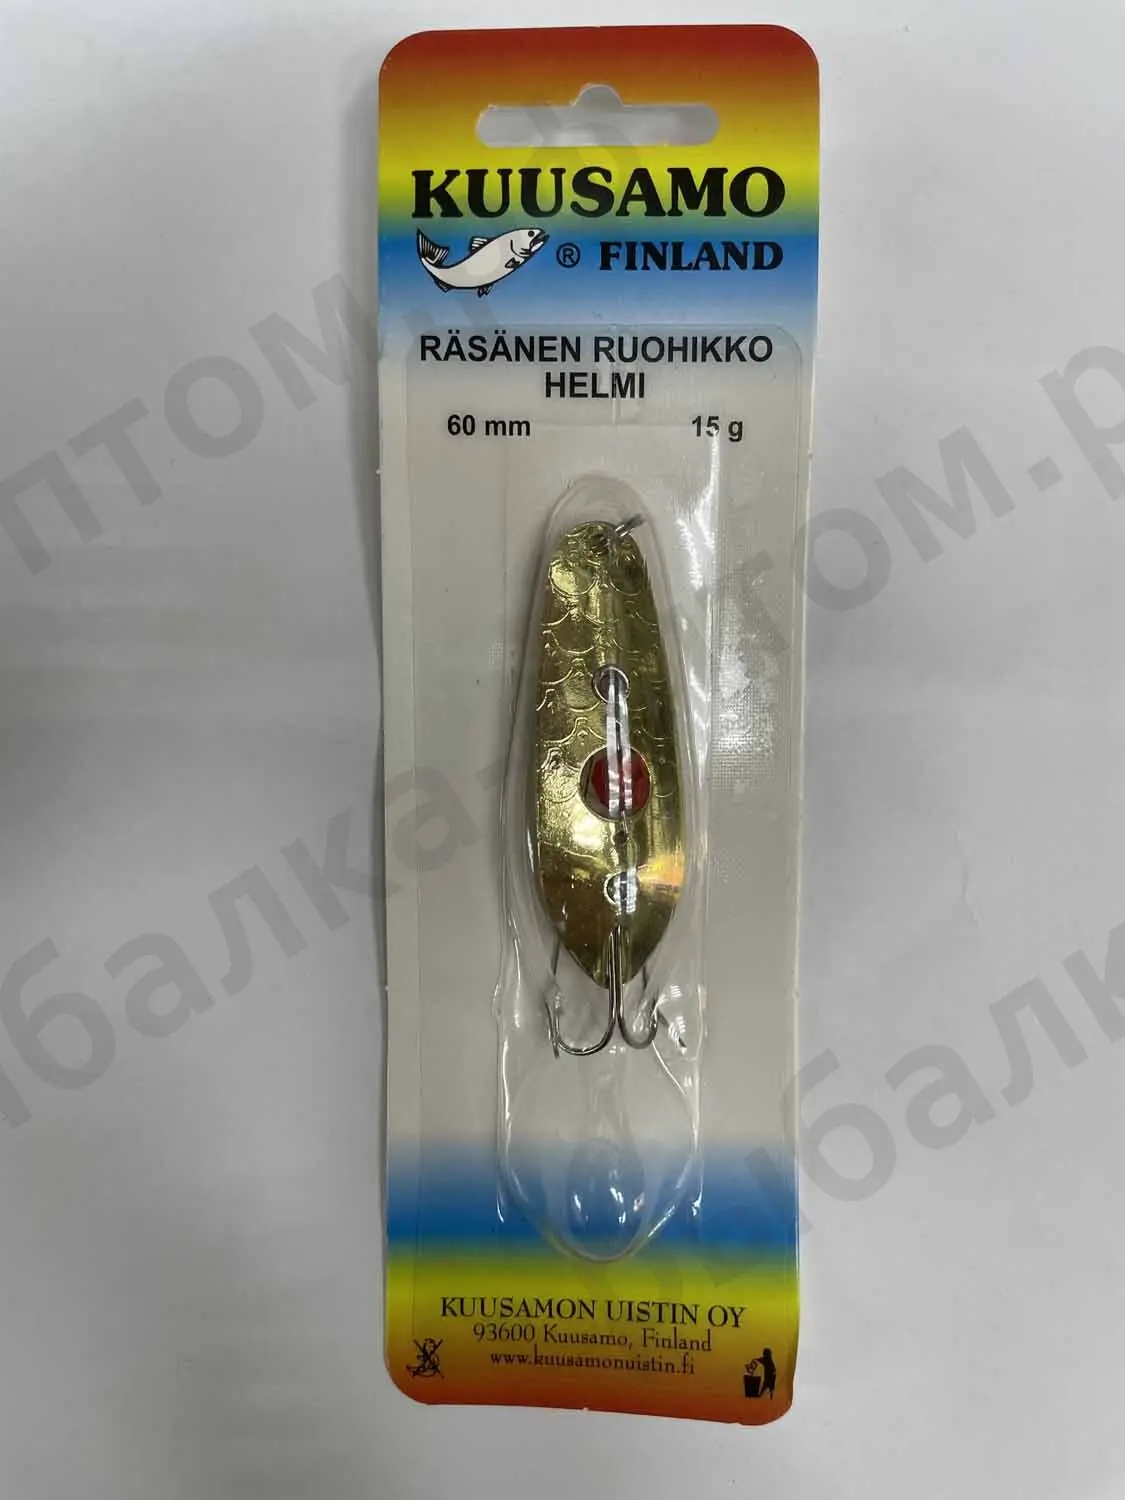 KUUSAMO
® FINLAND
RÄSÄNEN RUOHIKKO
HELMI
60 mm 15 g
KUUSAMON UISTIN OY
93600 Kuusamo, Finland
www.kuusamonuistin.fi